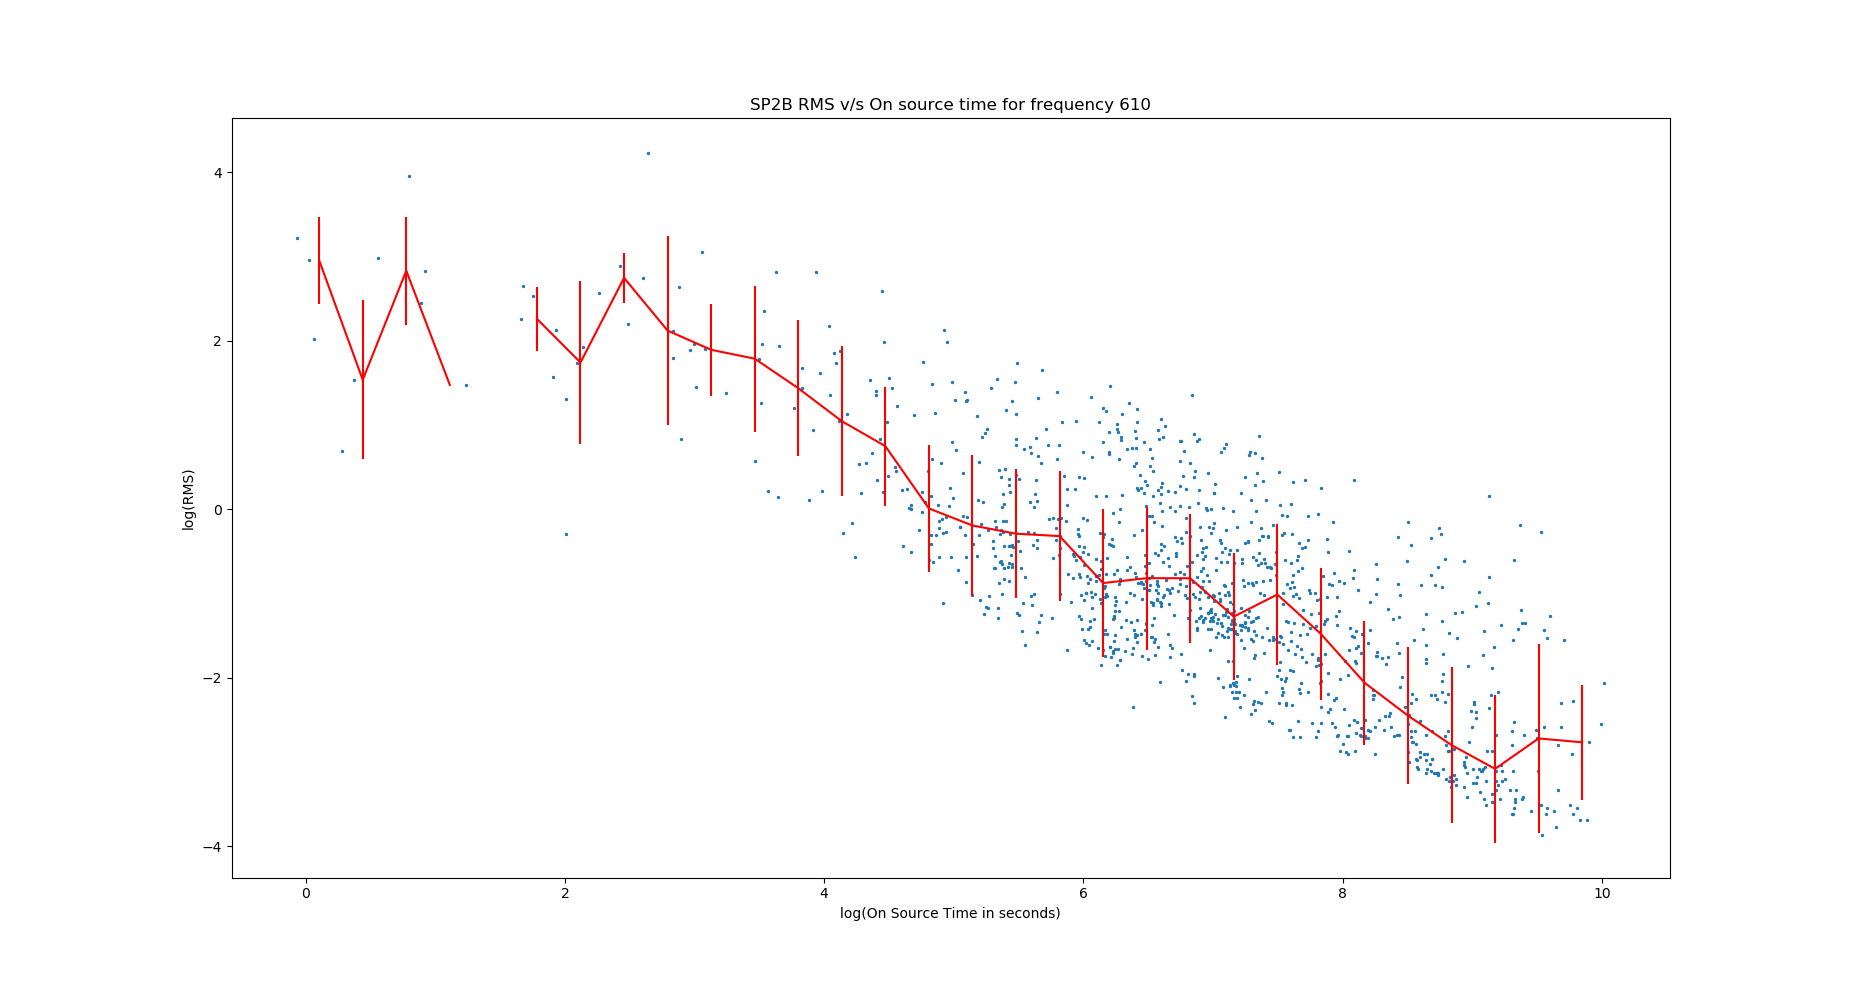 SP2B RMS v/s On source time for frequency 610
4
2
0
−2
−4
log(RMS)
0 2 4 6 8 10
log(On Source Time in seconds)